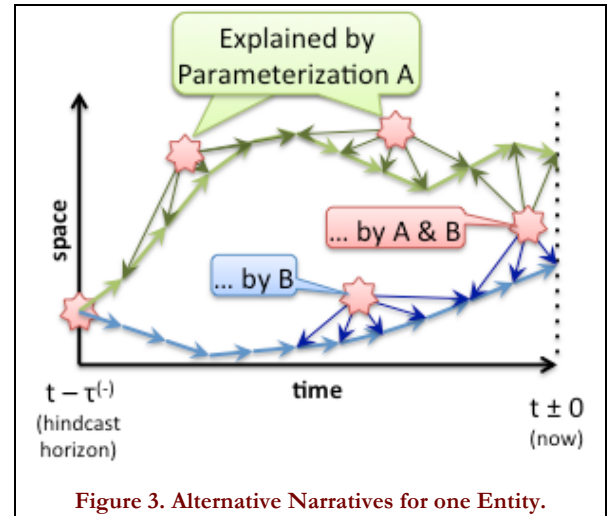 Explained by
Parameterization A
space
... by A & B
... by B
time
t – τ(-)
(hindcast
horizon)
t ± 0
(now)
Figure 3. Alternative Narratives for one Entity.